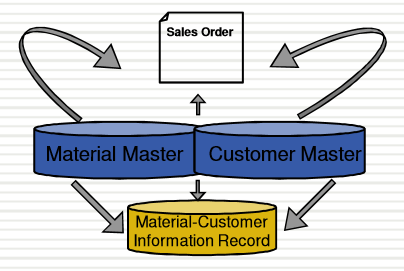 Sales Order
Material Master
Customer Master
Material-Customer
Information Record